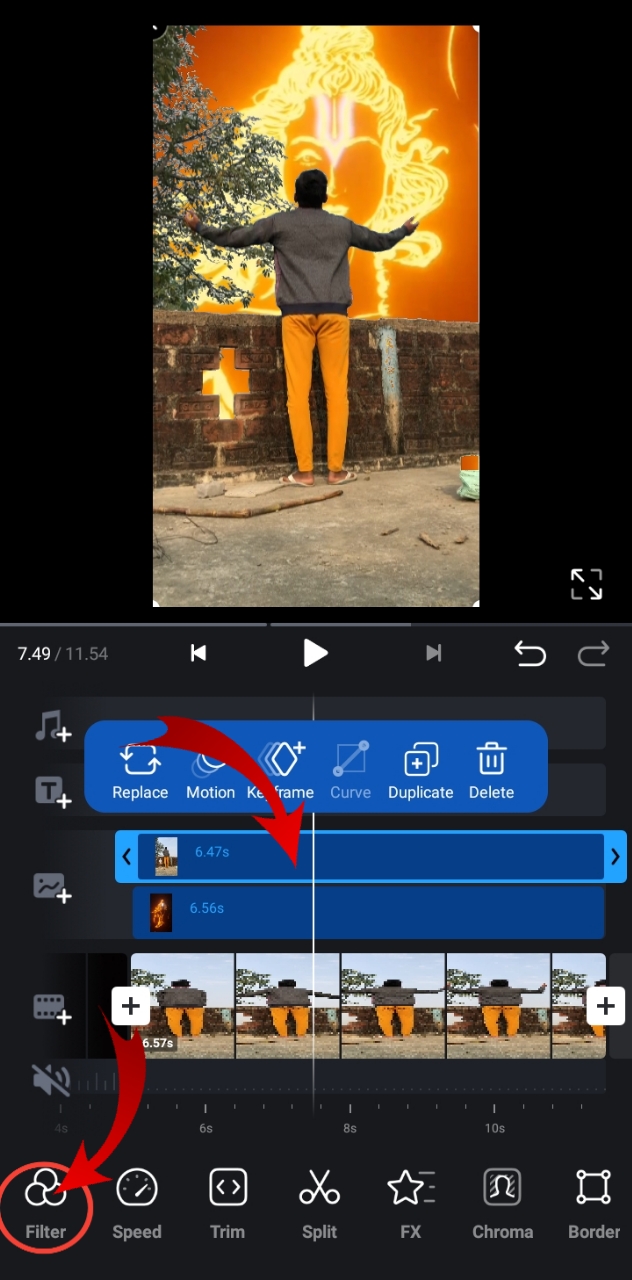 7.49 / 11.54
Replace Motion Keyframe Curve Duplicate Delete
6.47s
6.56s
6.57s
4s 6s 8s 10s
Filter Speed Trim Split FX Chroma Border